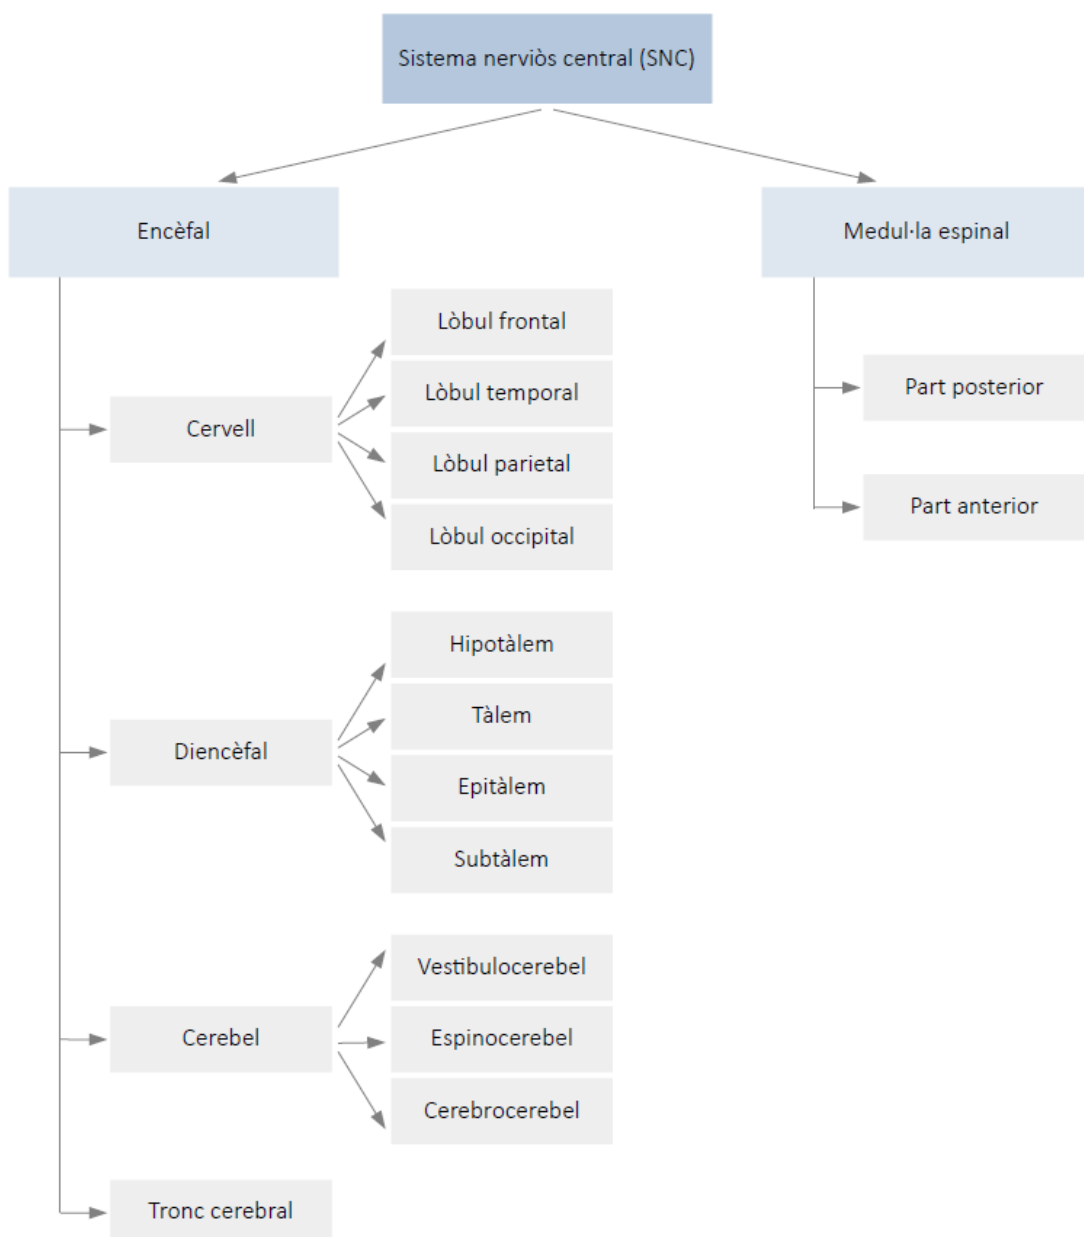 Sistema nerviòs central (SNC)
Encèfal
Medul·la espinal
Cervell
Lòbul frontal
Lòbul temporal
Lòbul parietal
Lòbul occipital
Part posterior
Part anterior
Diencèfal
Hipotàlem
Tàlem
Epitàlem
Subtàlem
Cerebel
Vestibulocerebel
Espinocerebel
Cerebrocerebel
Tronc cerebral